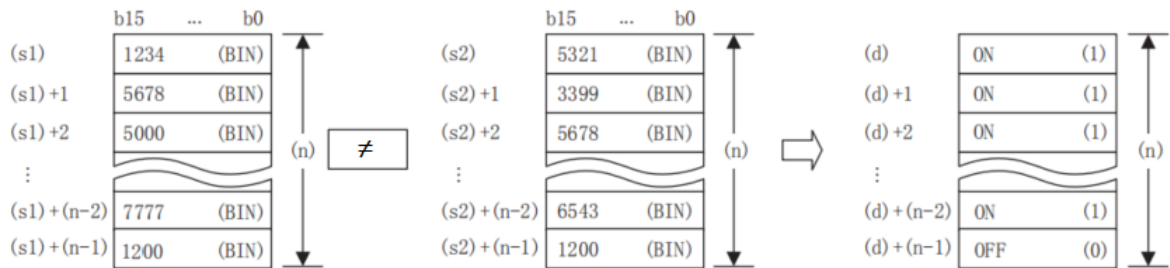 b15 ... b0 b15 ... b0
(s1) 1234 (BIN) (s2) 5321 (BIN) (d) ON (1)
(s1)+1 5678 (BIN) (s2)+1 3399 (BIN) (d)+1 ON (1)
(s1)+2 5000 (BIN) (s2)+2 5678 (BIN) (d)+2 ON (1)
(n) ≠ (n) (n)
⋮ ⋮ ⋮
(s1)+(n-2) 7777 (BIN) (s2)+(n-2) 6543 (BIN) (d)+(n-2) ON (1)
(s1)+(n-1) 1200 (BIN) (s2)+(n-1) 1200 (BIN) (d)+(n-1) OFF (0)